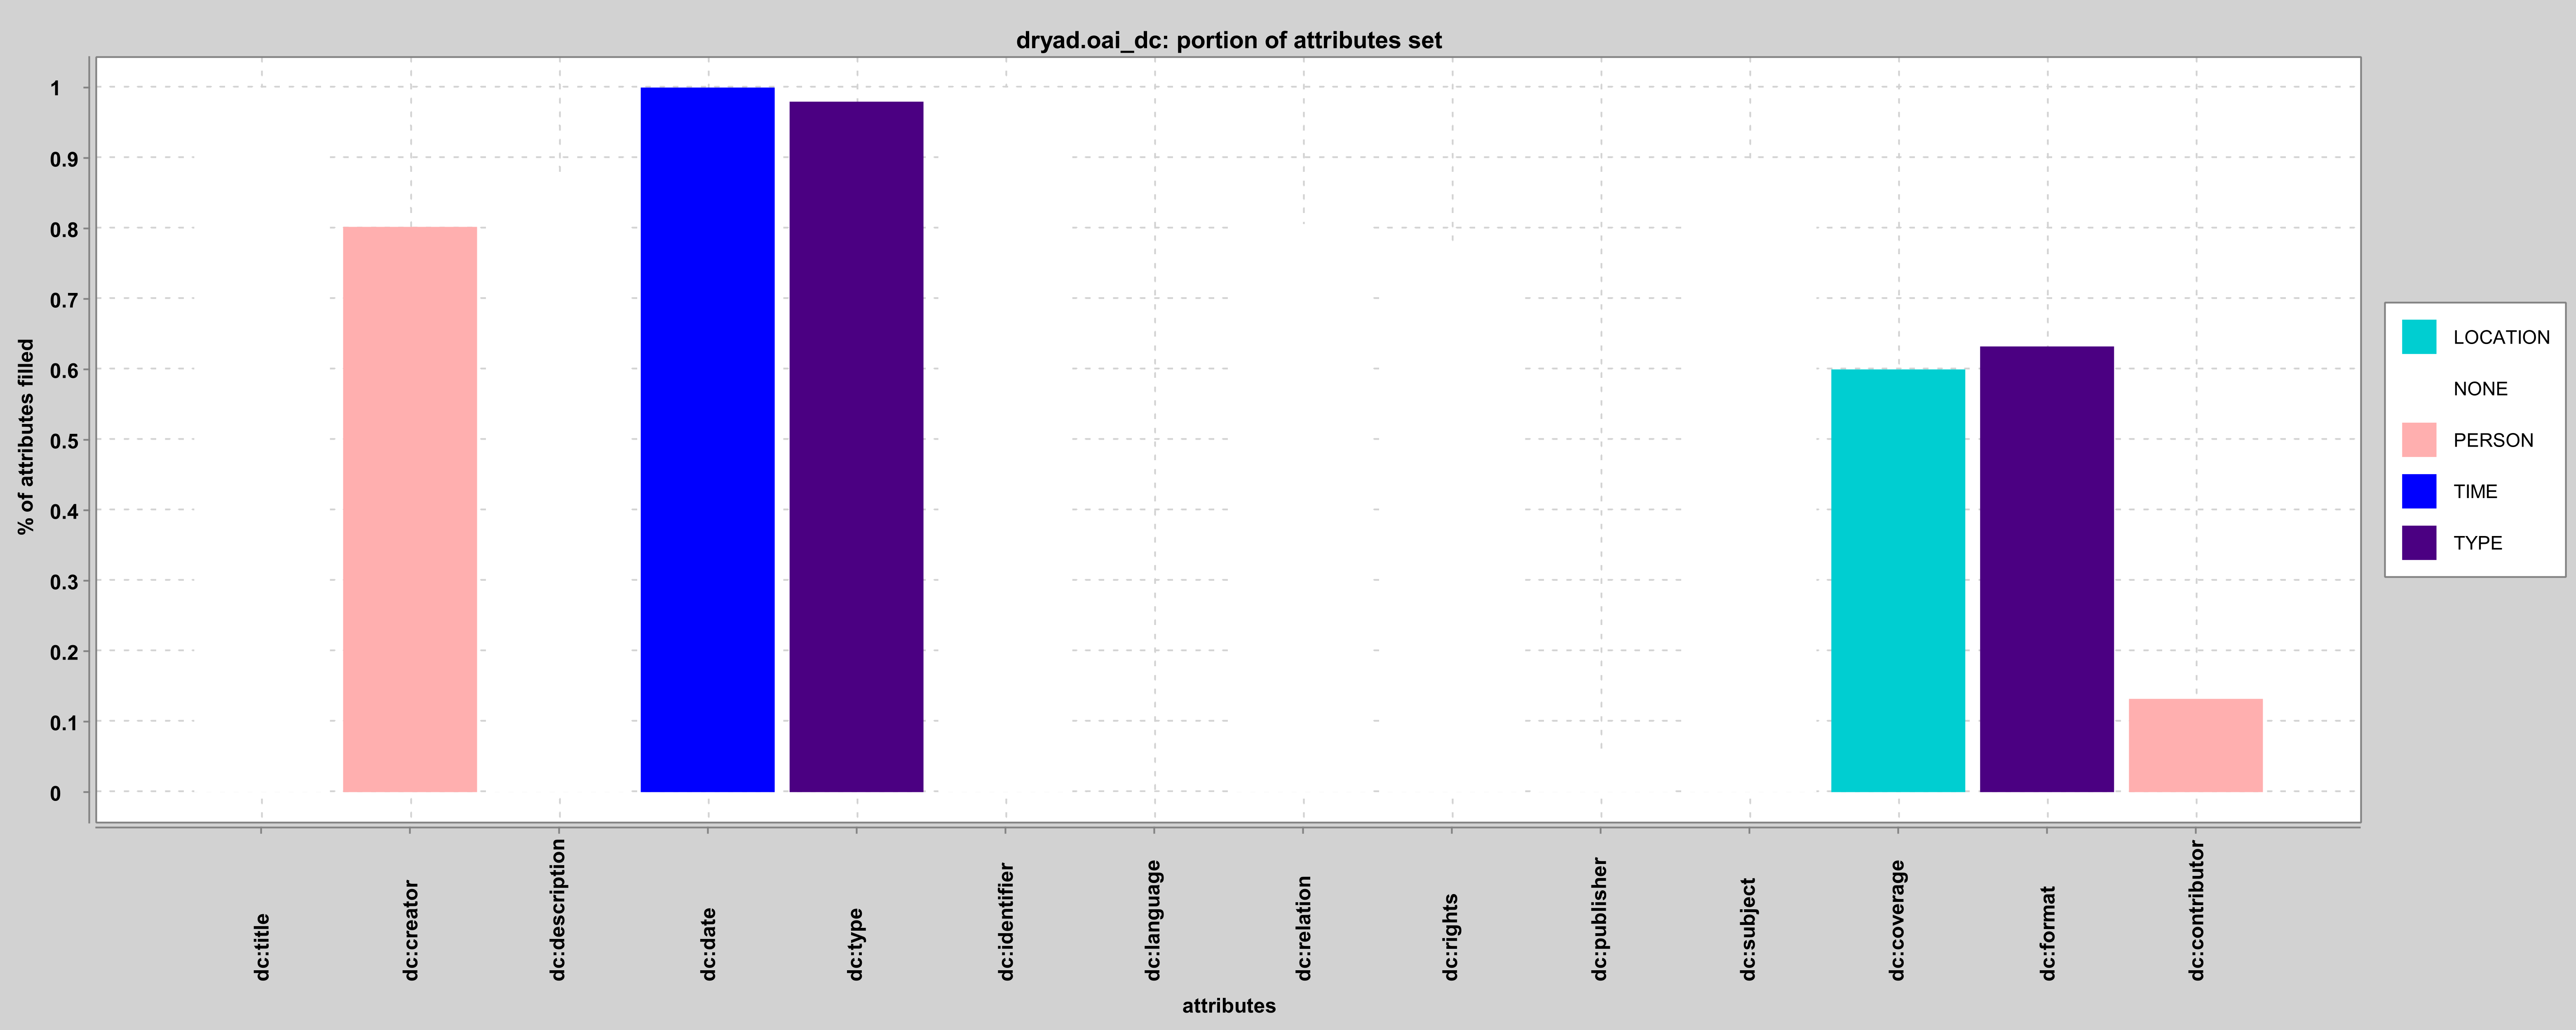 dryad.oai_dc: portion of attributes set
% of attributes filled
1
0.9
0.8
0.7
0.6
0.5
0.4
0.3
0.2
0.1
0
dc:title
dc:creator
dc:description
dc:date
dc:type
dc:identifier
dc:language
dc:relation
dc:rights
dc:publisher
dc:subject
dc:coverage
dc:format
dc:contributor
attributes
LOCATION
NONE
PERSON
TIME
TYPE